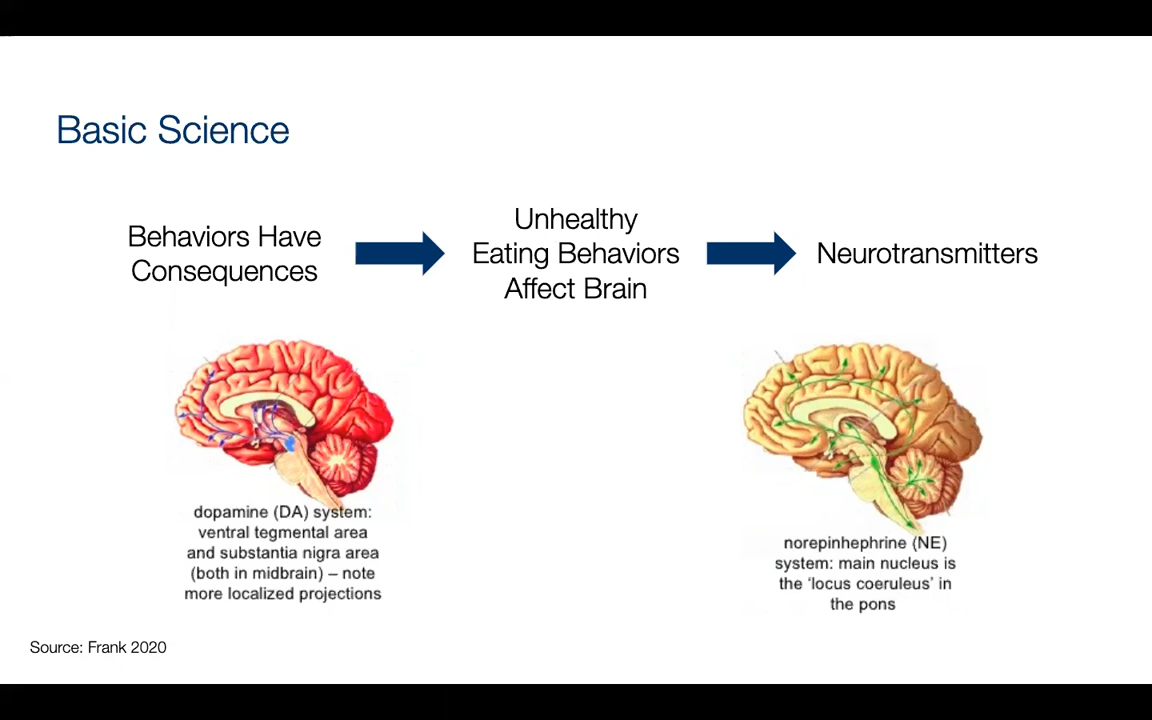 Basic Science
Behaviors Have
Consequences
Unhealthy
Eating Behaviors
Affect Brain
Neurotransmitters
dopamine (DA) system:
ventral tegmental area
and substantia nigra area
(both in midbrain) – note
more localized projections
norepinhephrine (NE)
system: main nucleus is
the ‘locus coeruleus’ in
the pons
Source: Frank 2020